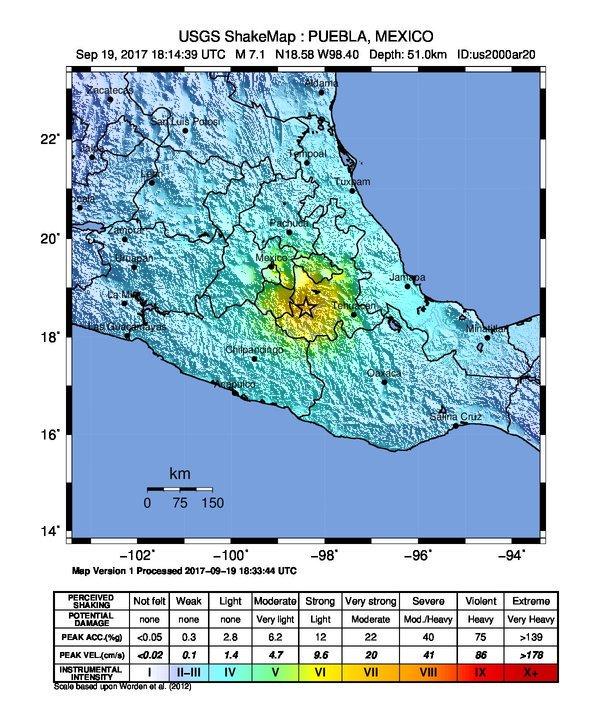 USGS ShakeMap : PUEBLA, MEXICO
Sep 19, 2017 18:14:39 UTC M 7.1 N18.58 W98.40 Depth: 51.0km ID:us2000ar20
Aldama
Zacatecas
San Luis Potosi
22°
Tempoal
Leon
Tuxpam
Pachuca
20°
Zamora
Mexico
Uruapan
Jamapa
Tehuacan
18°
Minatitlan
Chilpancingo
Oaxaca
Acapulco
Salina Cruz
16°
km
0 75 150
14°
−102° −100° −98° −96° −94°
Map Version 1 Processed 2017−09−19 18:33:44 UTC
PERCEIVED SHAKING Not felt Weak Light Moderate Strong Very strong Severe Violent Extreme
POTENTIAL DAMAGE none none none Very light Light Moderate Mod./Heavy Heavy Very Heavy
PEAK ACC.(%g) <0.05 0.3 2.8 6.2 12 22 40 75 >139
PEAK VEL.(cm/s) <0.02 0.1 1.4 4.7 9.6 20 41 86 >178
INSTRUMENTAL INTENSITY I II−III IV V VI VII VIII IX X+
Scale based upon Worden et al. (2012)